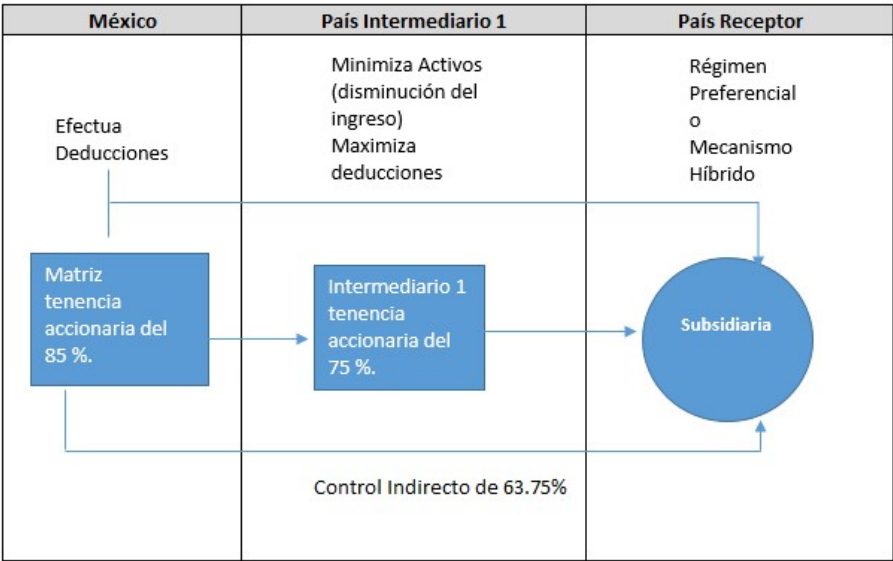 México
País Intermediario 1
País Receptor
Efectua
Deducciones
Minimiza Activos
(disminución del
ingreso)
Maximiza
deducciones
Régimen
Preferencial
o
Mecanismo
Híbrido
Matriz
tenencia
accionaria del
85 %.
Intermediario 1
tenencia
accionaria del
75 %.
Subsidiaria
Control Indirecto de 63.75%